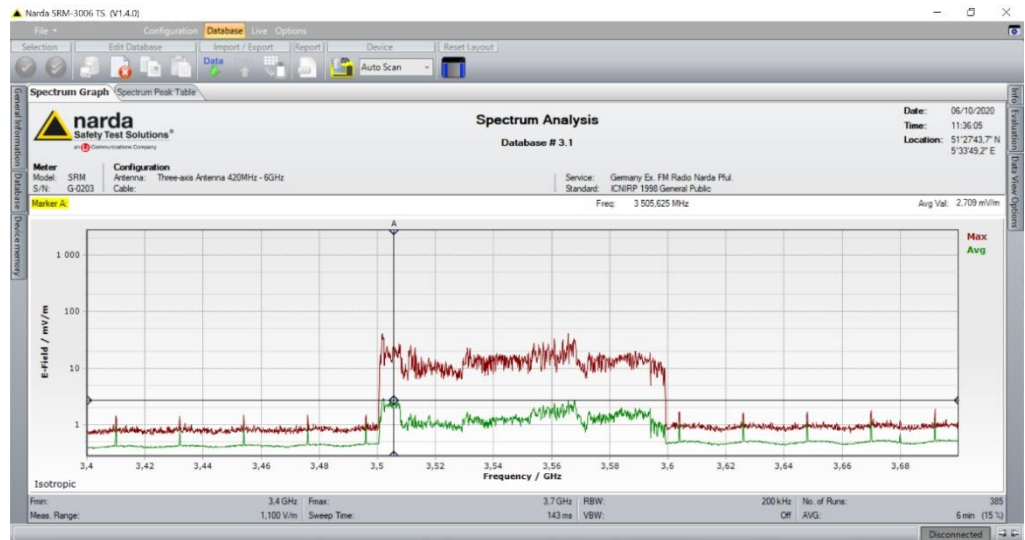 Narda SRM-3006 TS (V1.4.0)
File Configuration Database Live Options
Selection Edit Database Import / Export Report Device Reset Layout
Data Auto Scan
Spectrum Graph Spectrum Peak Table
General Information
Database
Device memory
Info
Evaluation
Data View Options
narda
Safety Test Solutions®
an L3 Communications Company
Spectrum Analysis
Database # 3.1
Date: 06/10/2020
Time: 11:36:05
Location: 51°27'43,7" N
5°33'49,2" E
Meter Configuration
Model: SRM Antenna: Three-axis Antenna 420MHz - 6GHz Service: Germany Ex. FM Radio Narda Pful.
S/N: G-0203 Cable: Standard: ICNIRP 1998 General Public
Marker A: Freq: 3 505,625 MHz Avg Val: 2,709 mV/m
A
Max
Avg
1 000
100
10
1
E-Field / mV/m
3,4 3,42 3,44 3,46 3,48 3,5 3,52 3,54 3,56 3,58 3,6 3,62 3,64 3,66 3,68
Frequency / GHz
Isotropic
Fmin: 3,4 GHz Fmax: 3.7 GHz RBW: 200 kHz No. of Runs: 385
Meas. Range: 1,100 V/m Sweep Time: 143 ms VBW: Off AVG: 6 min (15 %)
Disconnected